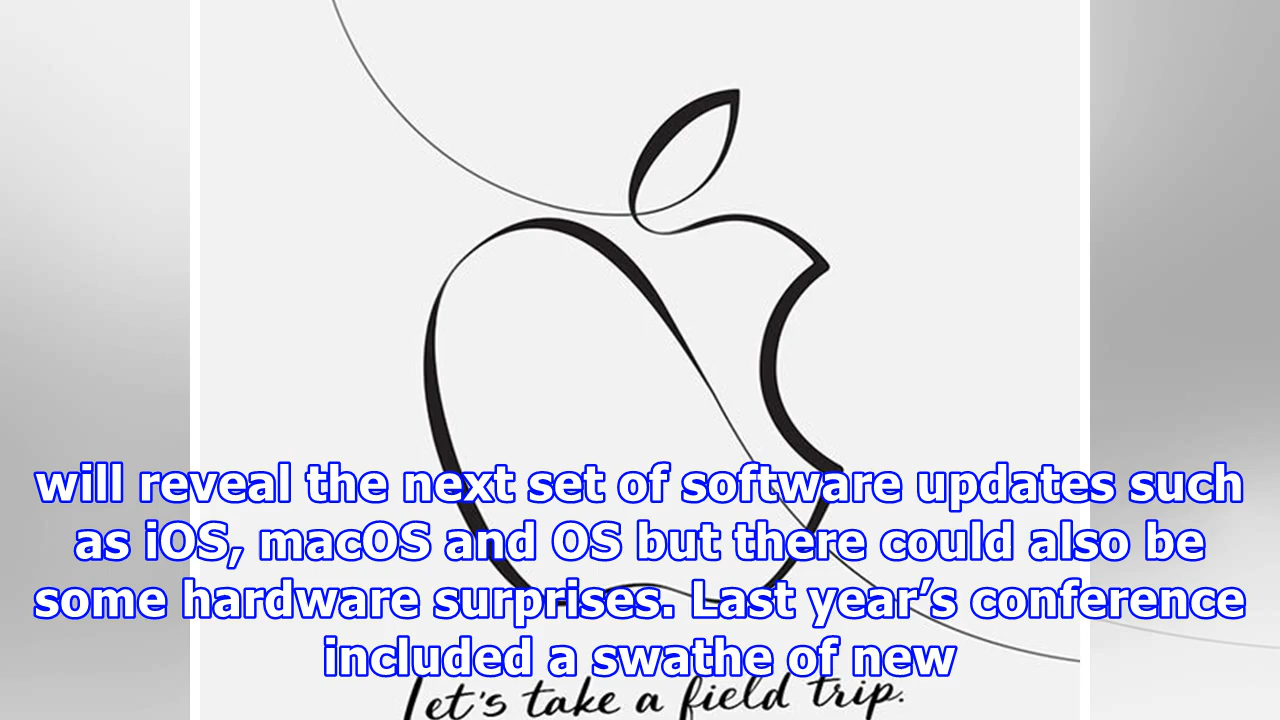 will reveal the next set of software updates such
as iOS, macOS and OS but there could also be
some hardware surprises. Last year’s conference
included a swathe of new
Let's take a field trip.